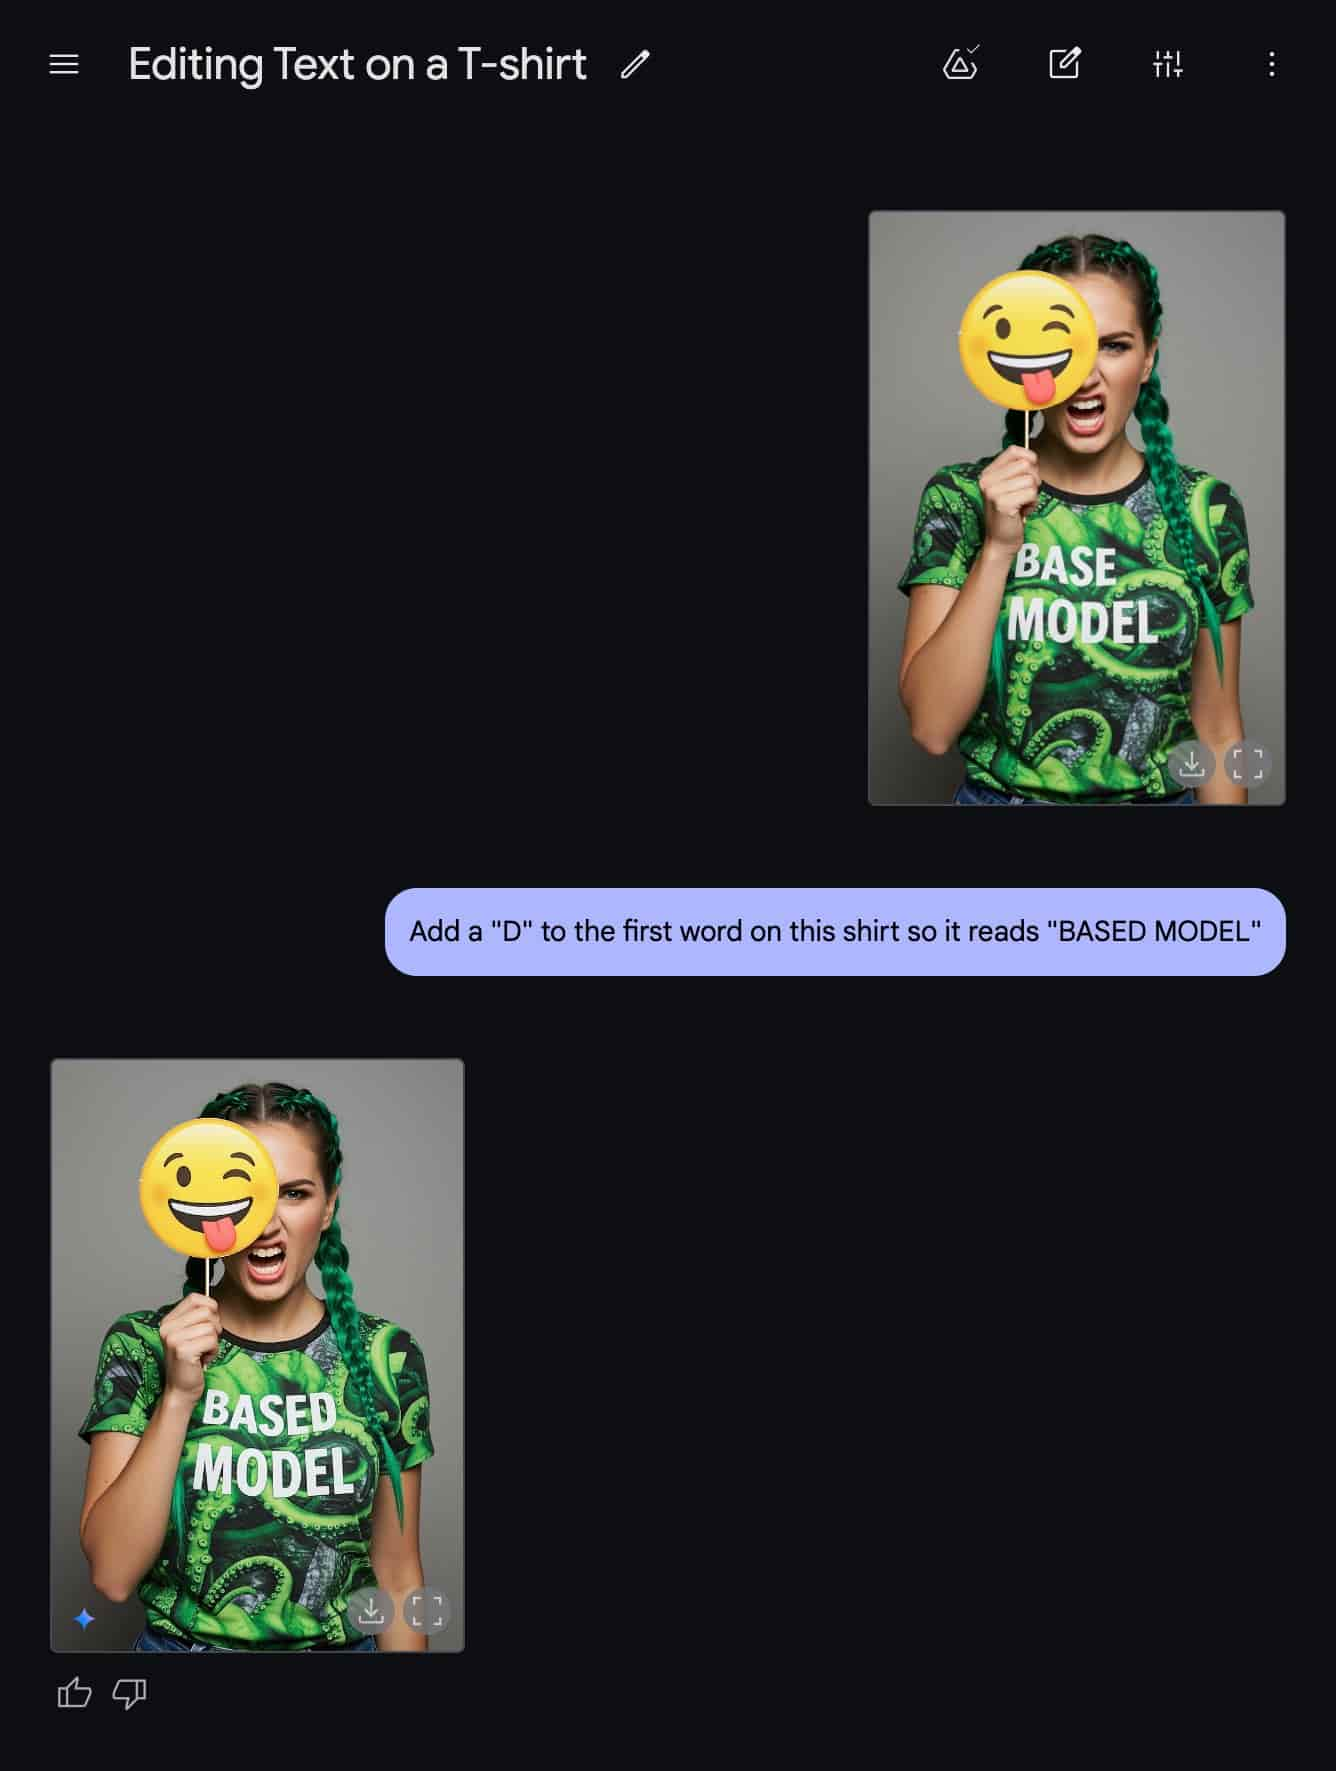 Editing Text on a T-shirt
BASE
MODEL
Add a "D" to the first word on this shirt so it reads "BASED MODEL"
BASED
MODEL